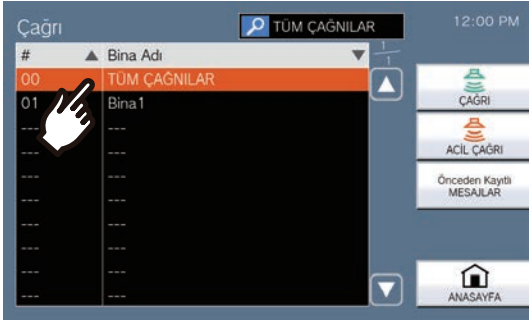 Çağrı
TÜM ÇAĞNILAR
12:00 PM
# ▲ Bina Adı ▼
1/1
00 TÜM ÇAĞNILAR
01 Bina1
--- ---
--- ---
--- ---
--- ---
--- ---
--- ---
--- ---
--- ---
ÇAĞRI
ACİL ÇAĞRI
Önceden Kayıtlı
MESAJLAR
ANASAYFA